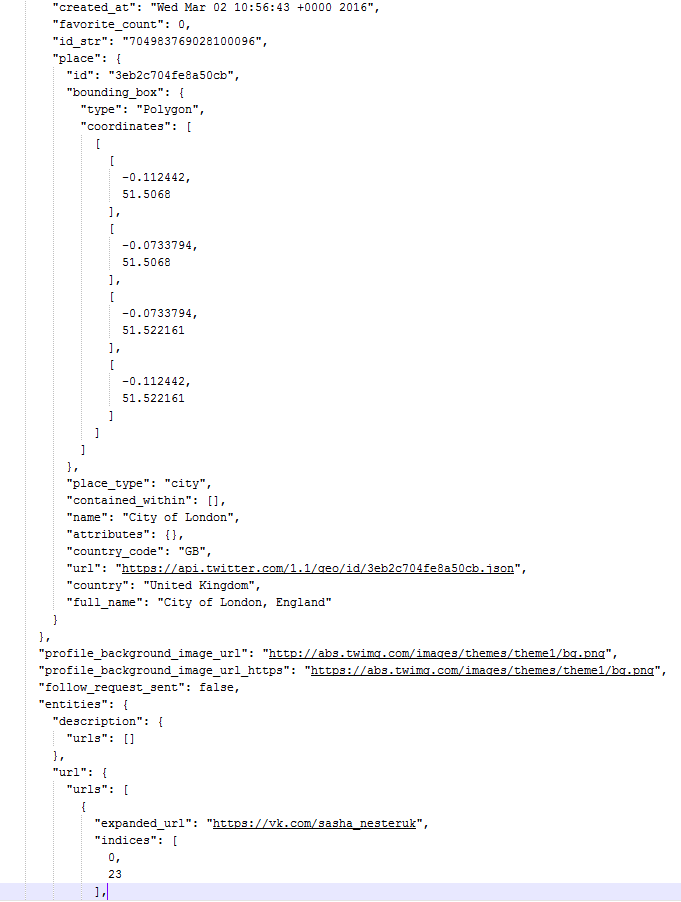 "created_at": "Wed Mar 02 10:56:43 +0000 2016",
"favorite_count": 0,
"id_str": "704983769028100096",
"place": {
"id": "3eb2c704fe8a50cb",
"bounding_box": {
"type": "Polygon",
"coordinates": [
[
[
-0.112442,
51.5068
],
[
-0.0733794,
51.5068
],
[
-0.0733794,
51.522161
],
[
-0.112442,
51.522161
]
]
]
},
"place_type": "city",
"contained_within": [],
"name": "City of London",
"attributes": {},
"country_code": "GB",
"url": "https://api.twitter.com/1.1/geo/id/3eb2c704fe8a50cb.json",
"country": "United Kingdom",
"full_name": "City of London, England"
}
},
"profile_background_image_url": "http://abs.twimg.com/images/themes/theme1/bg.png",
"profile_background_image_url_https": "https://abs.twimg.com/images/themes/theme1/bg.png",
"follow_request_sent": false,
"entities": {
"description": {
"urls": []
},
"url": {
"urls": [
{
"expanded_url": "https://vk.com/sasha_nesteruk",
"indices": [
0,
23
],